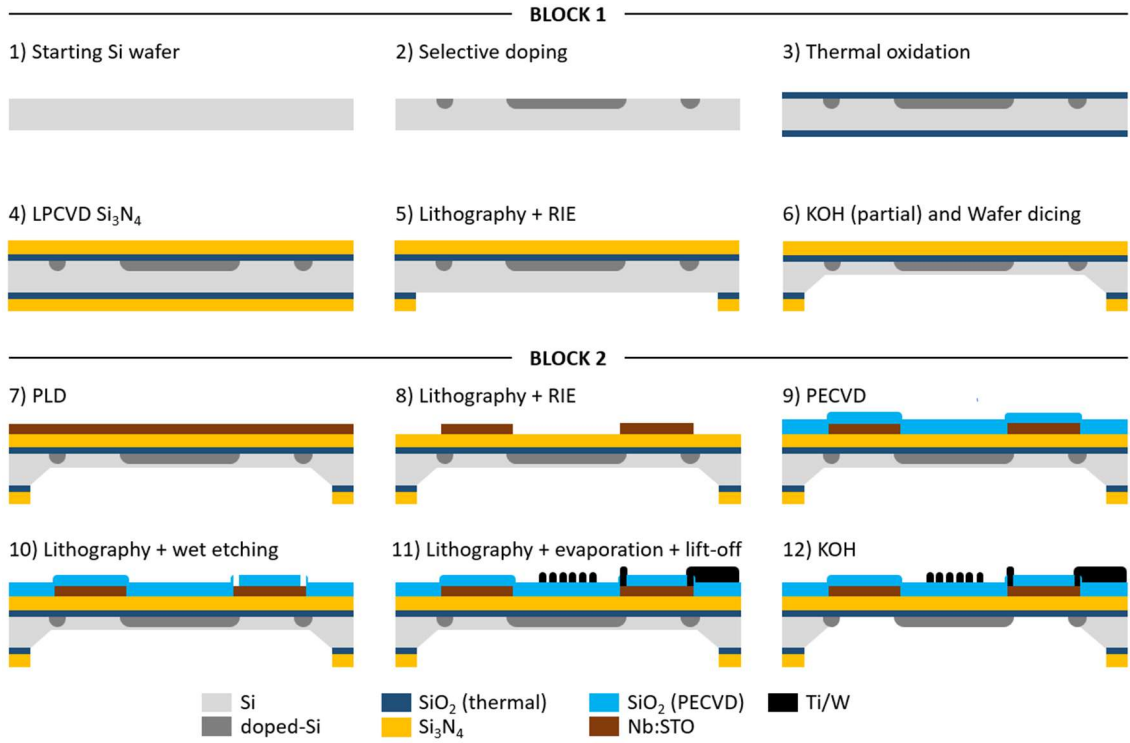 BLOCK 1
1) Starting Si wafer
2) Selective doping
3) Thermal oxidation
4) LPCVD Si₃N₄
5) Lithography + RIE
6) KOH (partial) and Wafer dicing
BLOCK 2
7) PLD
8) Lithography + RIE
9) PECVD
10) Lithography + wet etching
11) Lithography + evaporation + lift-off
12) KOH
Si
SiO₂ (thermal)
SiO₂ (PECVD)
Ti/W
doped-Si
Si₃N₄
Nb:STO